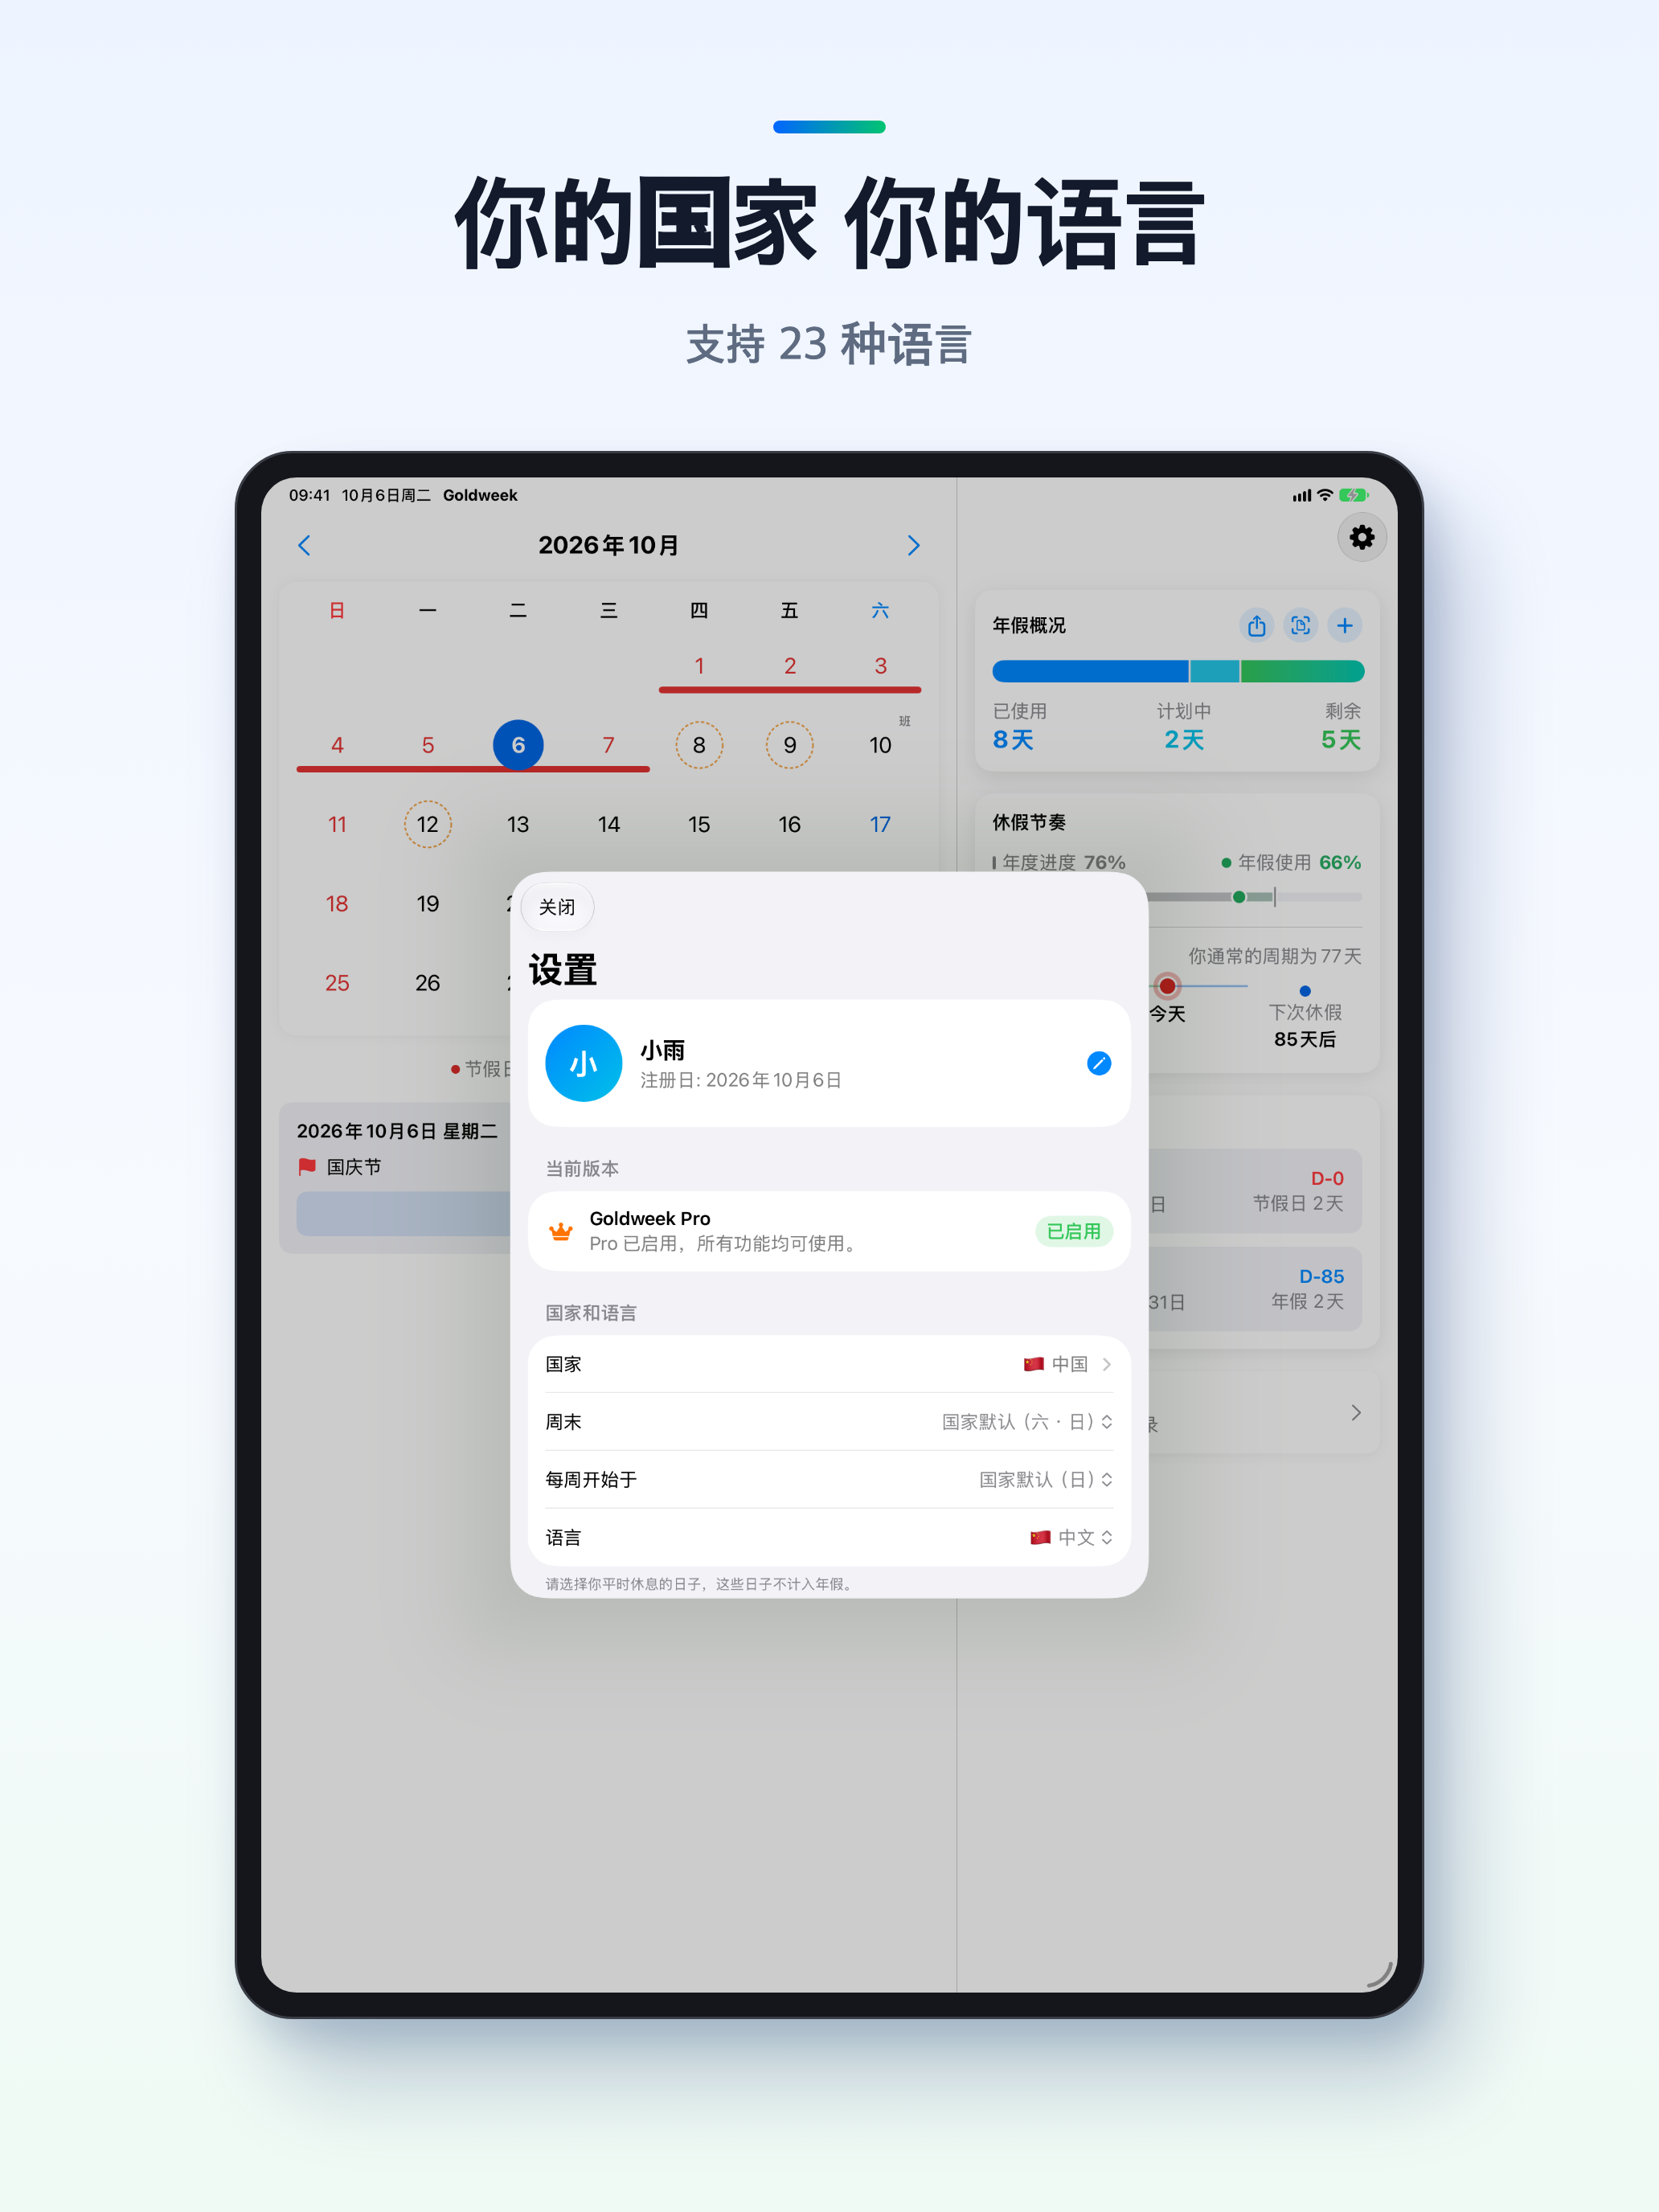 你的国家 你的语言
支持 23 种语言
09:41 10月6日周二 Goldweek
2026年10月
日 一 二 三 四 五 六
1 2 3
4 5 6 7 8 9 10 班
11 12 13 14 15 16 17
18 19
25 26
节假
2026年10月6日 星期二
国庆节
年假概况
已使用 计划中 剩余
8天 2天 5天
休假节奏
年度进度 76% 年假使用 66%
你通常的周期为77天
今天 下次休假
85天后
D-0
日 节假日 2天
D-85
31日 年假 2天
关闭
设置
小
小雨
注册日: 2026年10月6日
当前版本
Goldweek Pro
Pro 已启用，所有功能均可使用。
已启用
国家和语言
国家 中国
周末 国家默认 (六 · 日)
每周开始于 国家默认 (日)
语言 中文
请选择你平时休息的日子，这些日子不计入年假。